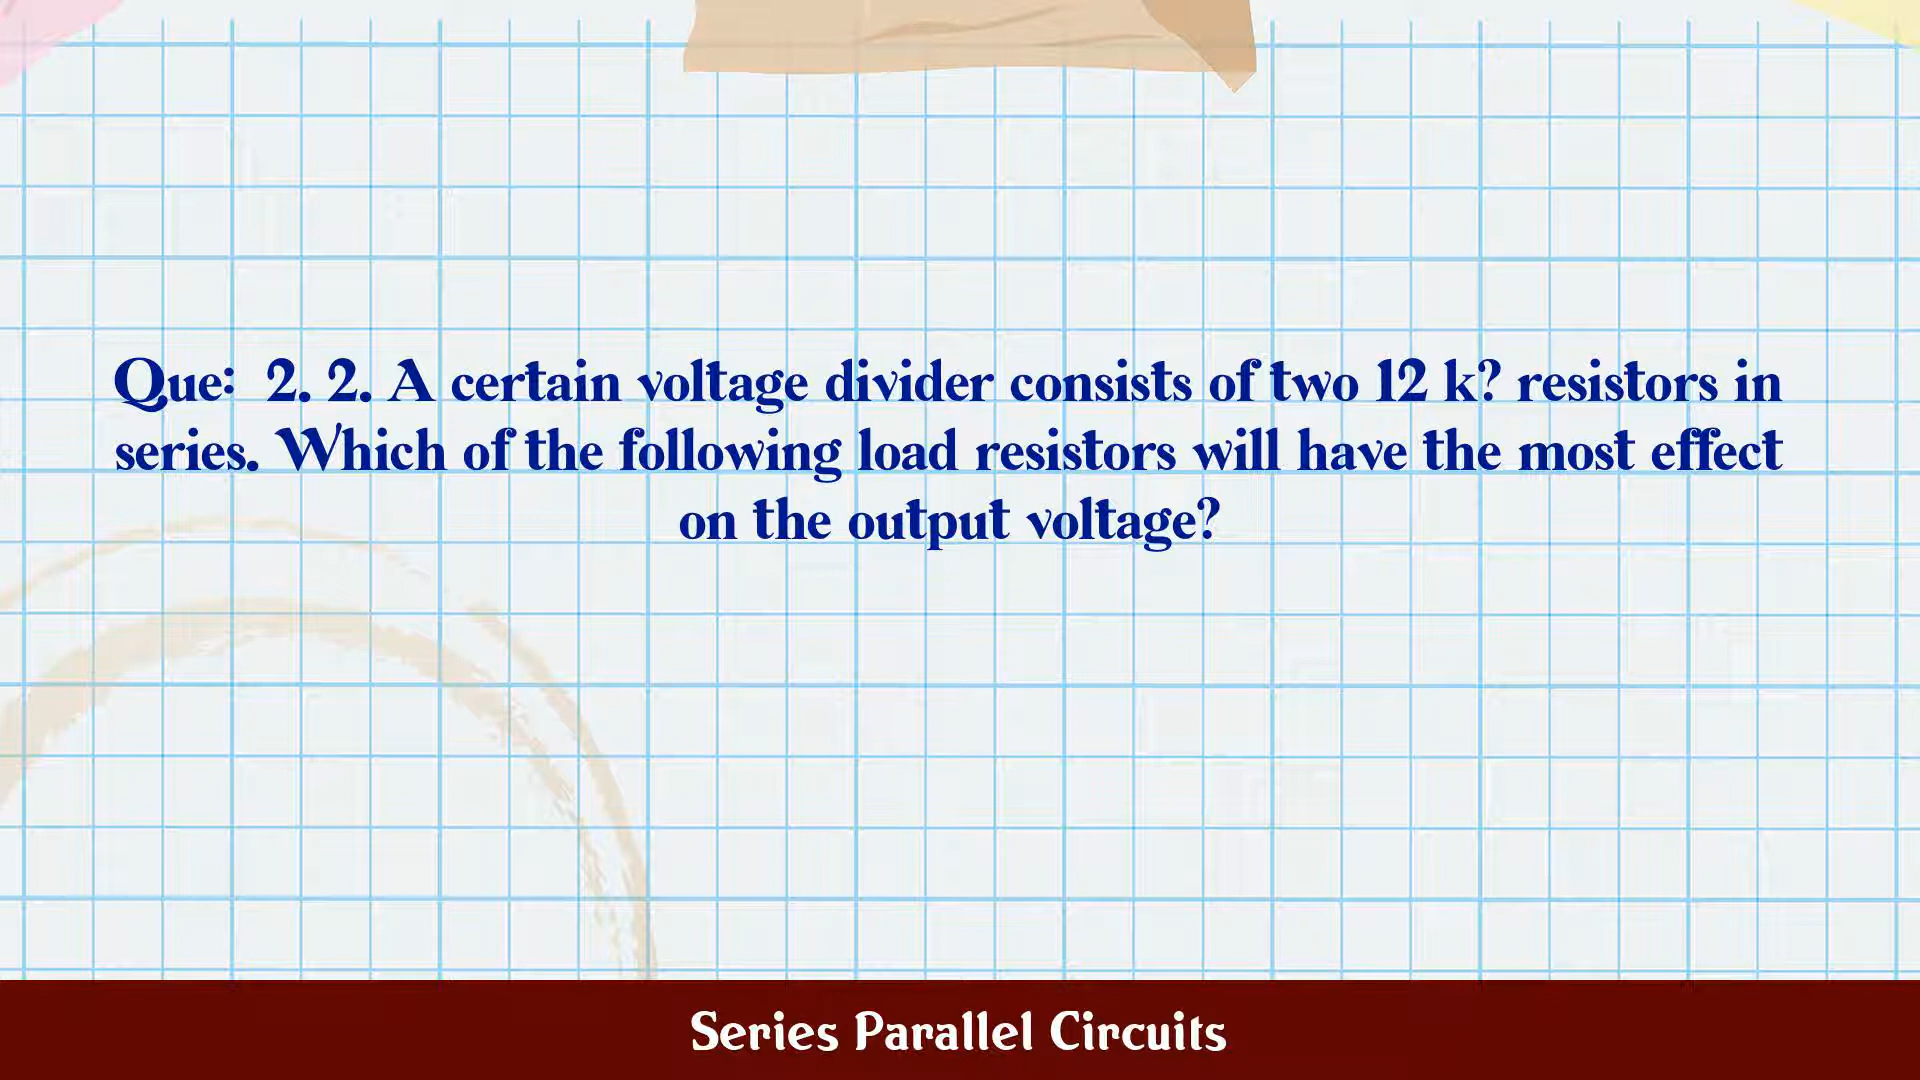 Que: 2. 2. A certain voltage divider consists of two 12 k? resistors in
series. Which of the following load resistors will have the most effect
on the output voltage?
Series Parallel Circuits